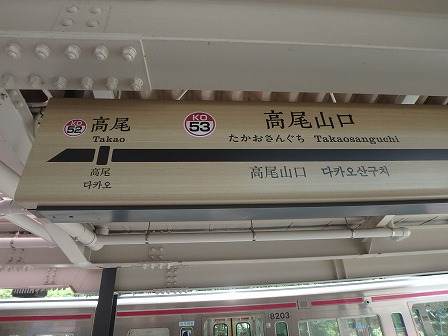 KO
52
高尾
Takao
高尾
다카오
KO
53
高尾山口
たかおさんぐち Takaosanguchi
高尾山口 다카오산구치
8203